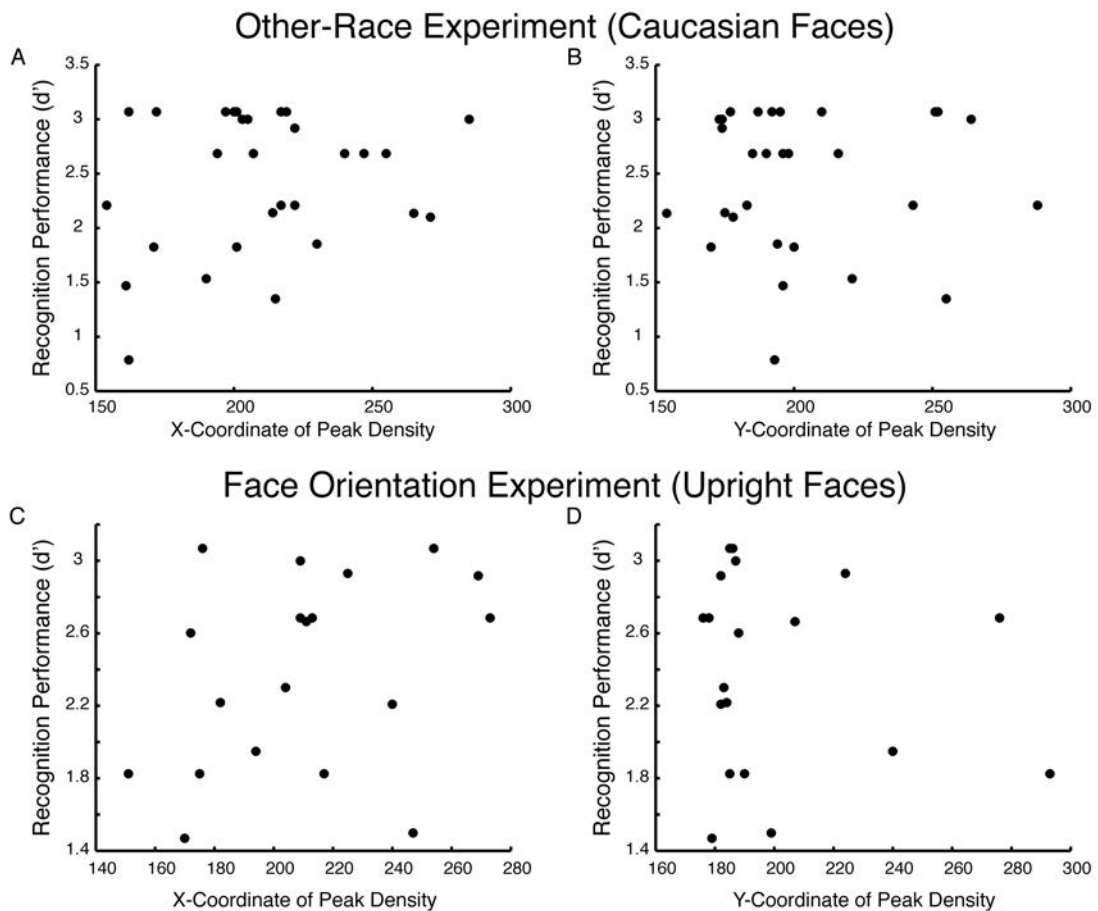 Other-Race Experiment (Caucasian Faces)
A
B
Recognition Performance (d')
3.5
3
2.5
2
1.5
1
0.5
150 200 250 300
X-Coordinate of Peak Density
Recognition Performance (d')
3.5
3
2.5
2
1.5
1
0.5
150 200 250 300
Y-Coordinate of Peak Density
Face Orientation Experiment (Upright Faces)
C
D
Recognition Performance (d')
3
2.6
2.2
1.8
1.4
140 160 180 200 220 240 260 280
X-Coordinate of Peak Density
Recognition Performance (d')
3
2.6
2.2
1.8
1.4
160 180 200 220 240 260 280 300
Y-Coordinate of Peak Density